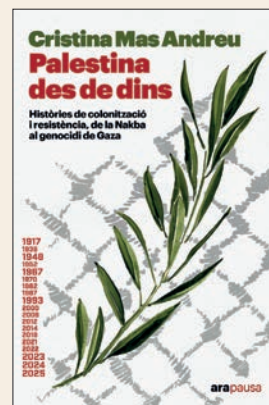 Cristina Mas Andreu
Palestina
des de dins
Històries de colonització
i resistència, de la Nakba
al genocidi de Gaza
1917
1936
1948
1952
1967
1970
1982
1987
1993
2000
2008
2012
2014
2018
2021
2022
2023
2024
2025
arapausa